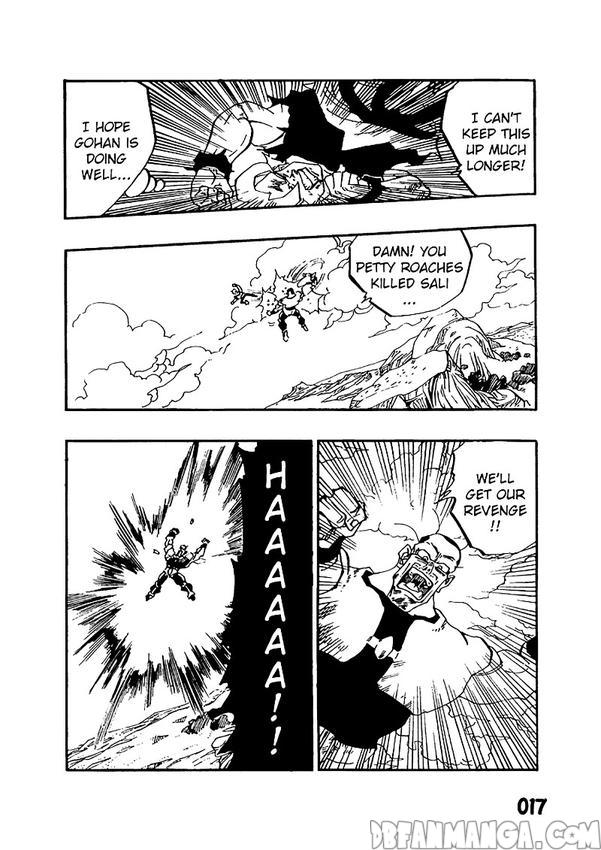 I HOPE
GOHAN IS
DOING
WELL...
I CAN'T
KEEP THIS
UP MUCH
LONGER!
DAMN! YOU
PETTY ROACHES
KILLED SALI
...
HAAAAAAA!!
WE'LL
GET OUR
REVENGE
!!
017
DBFANMANGA.COM